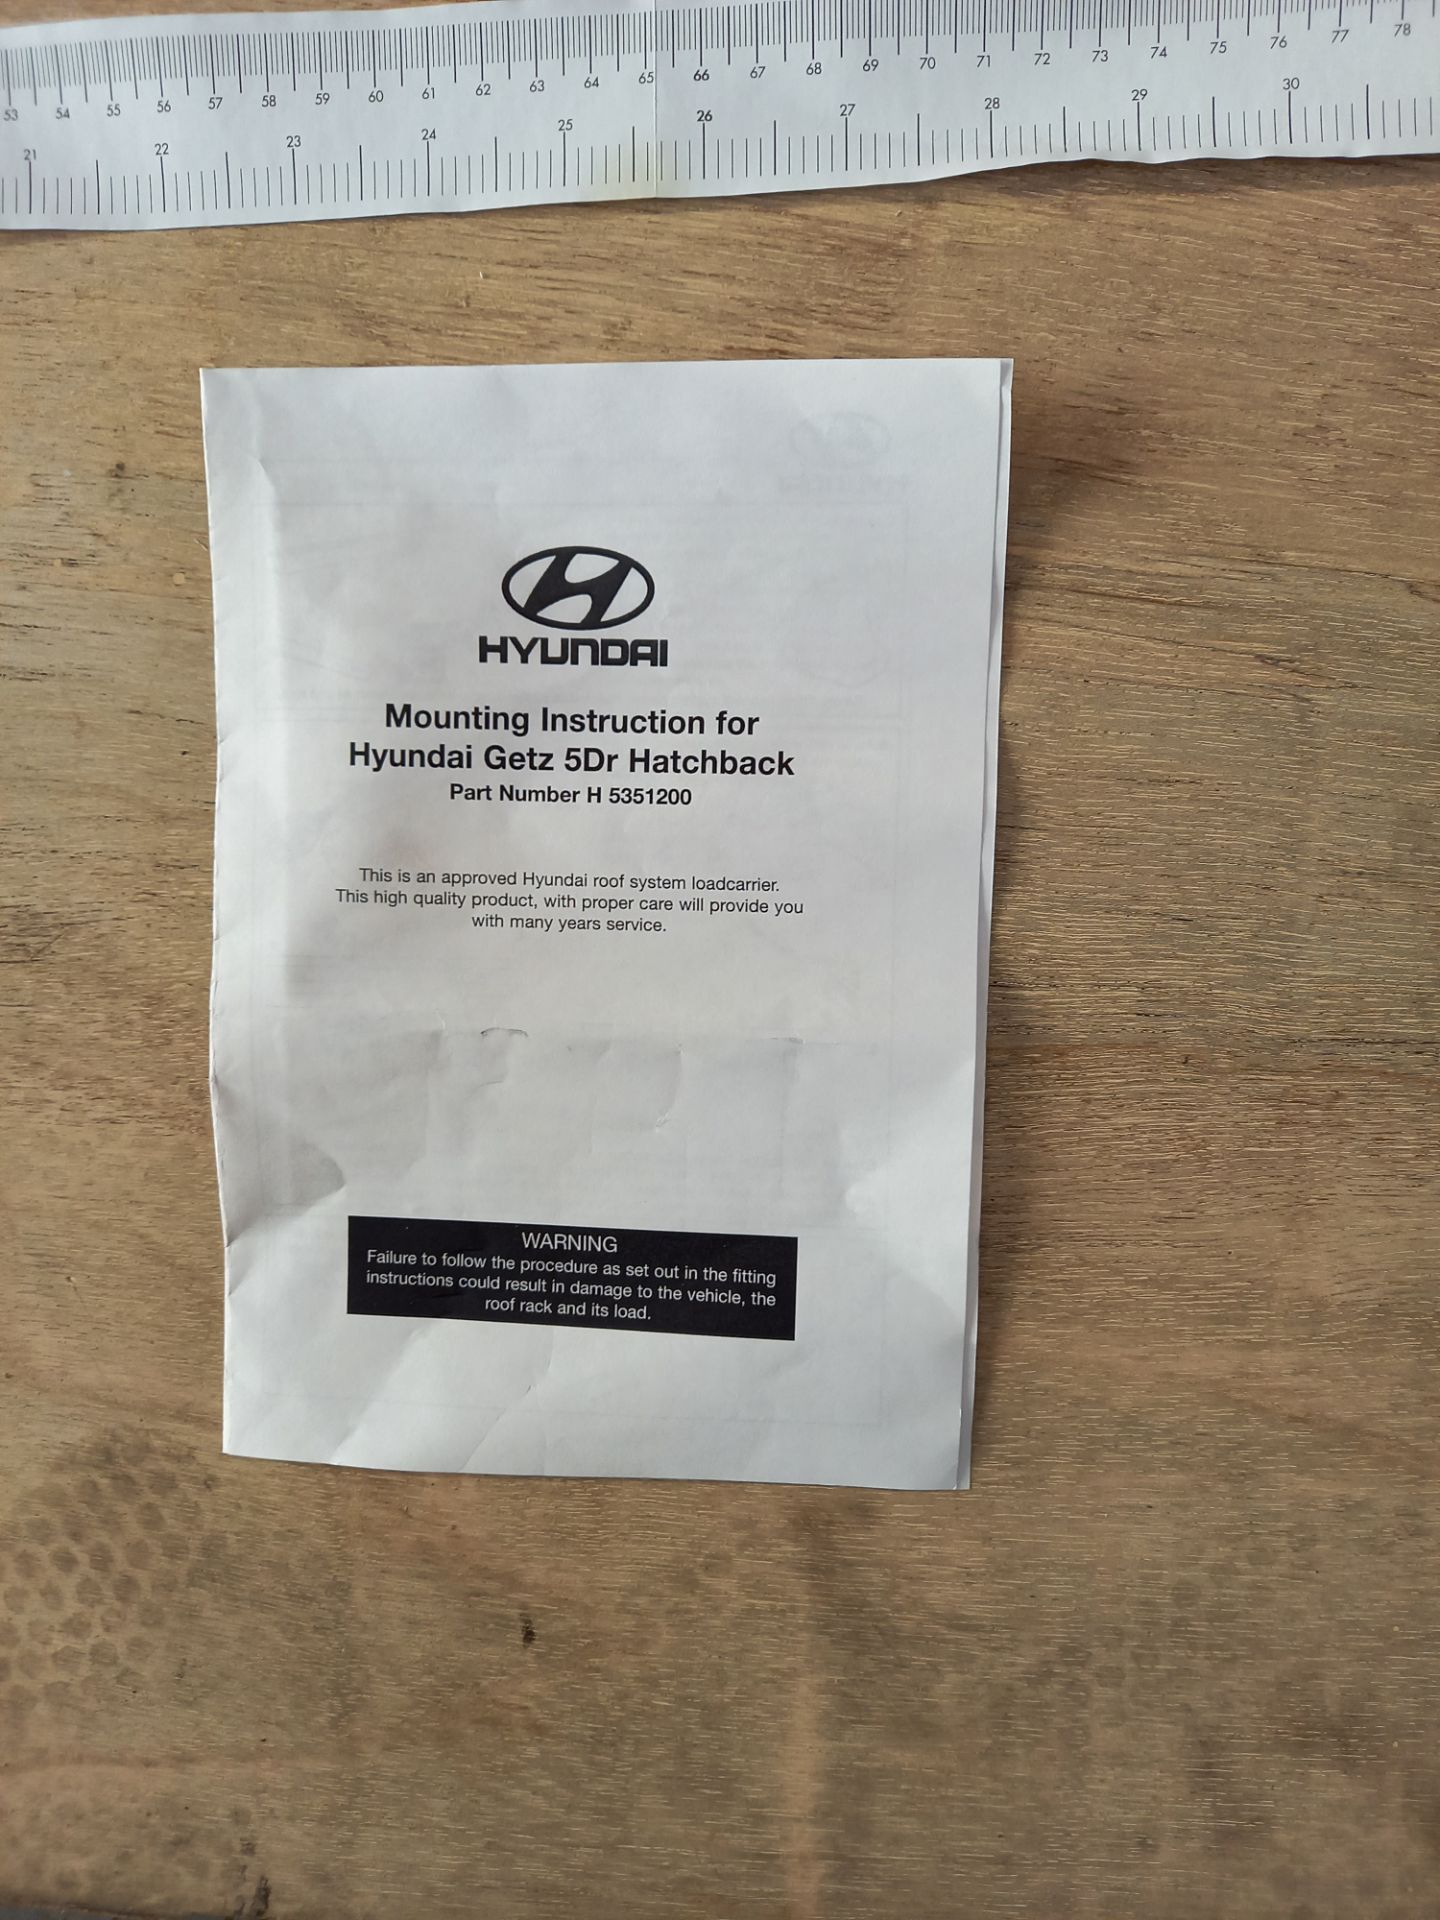 53 54 55 56 57 58 59 60 61 62 63 64 65 66 67 68 69 70 71 72 73 74 75 76 77 78
21 22 23 24 25 26 27 28 29 30
HYUNDAI
Mounting Instruction for
Hyundai Getz 5Dr Hatchback
Part Number H 5351200
This is an approved Hyundai roof system loadcarrier.
This high quality product, with proper care will provide you
with many years service.
WARNING
Failure to follow the procedure as set out in the fitting
instructions could result in damage to the vehicle, the
roof rack and its load.